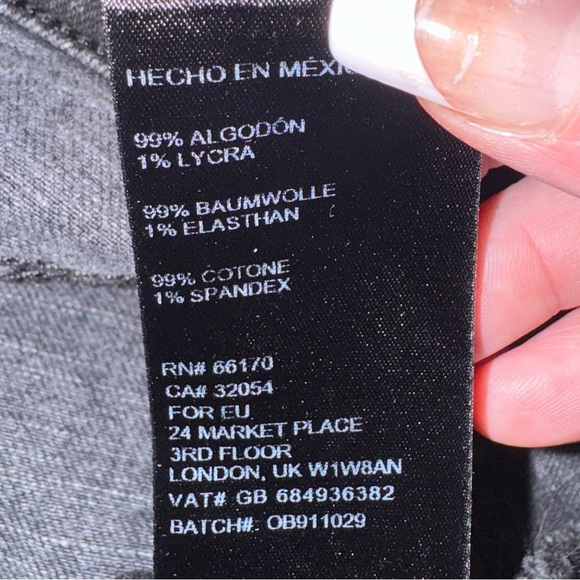 HECHO EN MÉXI
99% ALGODÓN
1% LYCRA
99% BAUMWOLLE
1% ELASTHAN
99% COTONE
1% SPANDEX
RN# 66170
CA# 32054
FOR EU
24 MARKET PLACE
3RD FLOOR
LONDON, UK W1W8AN
VAT# GB 684936382
BATCH#: OB911029